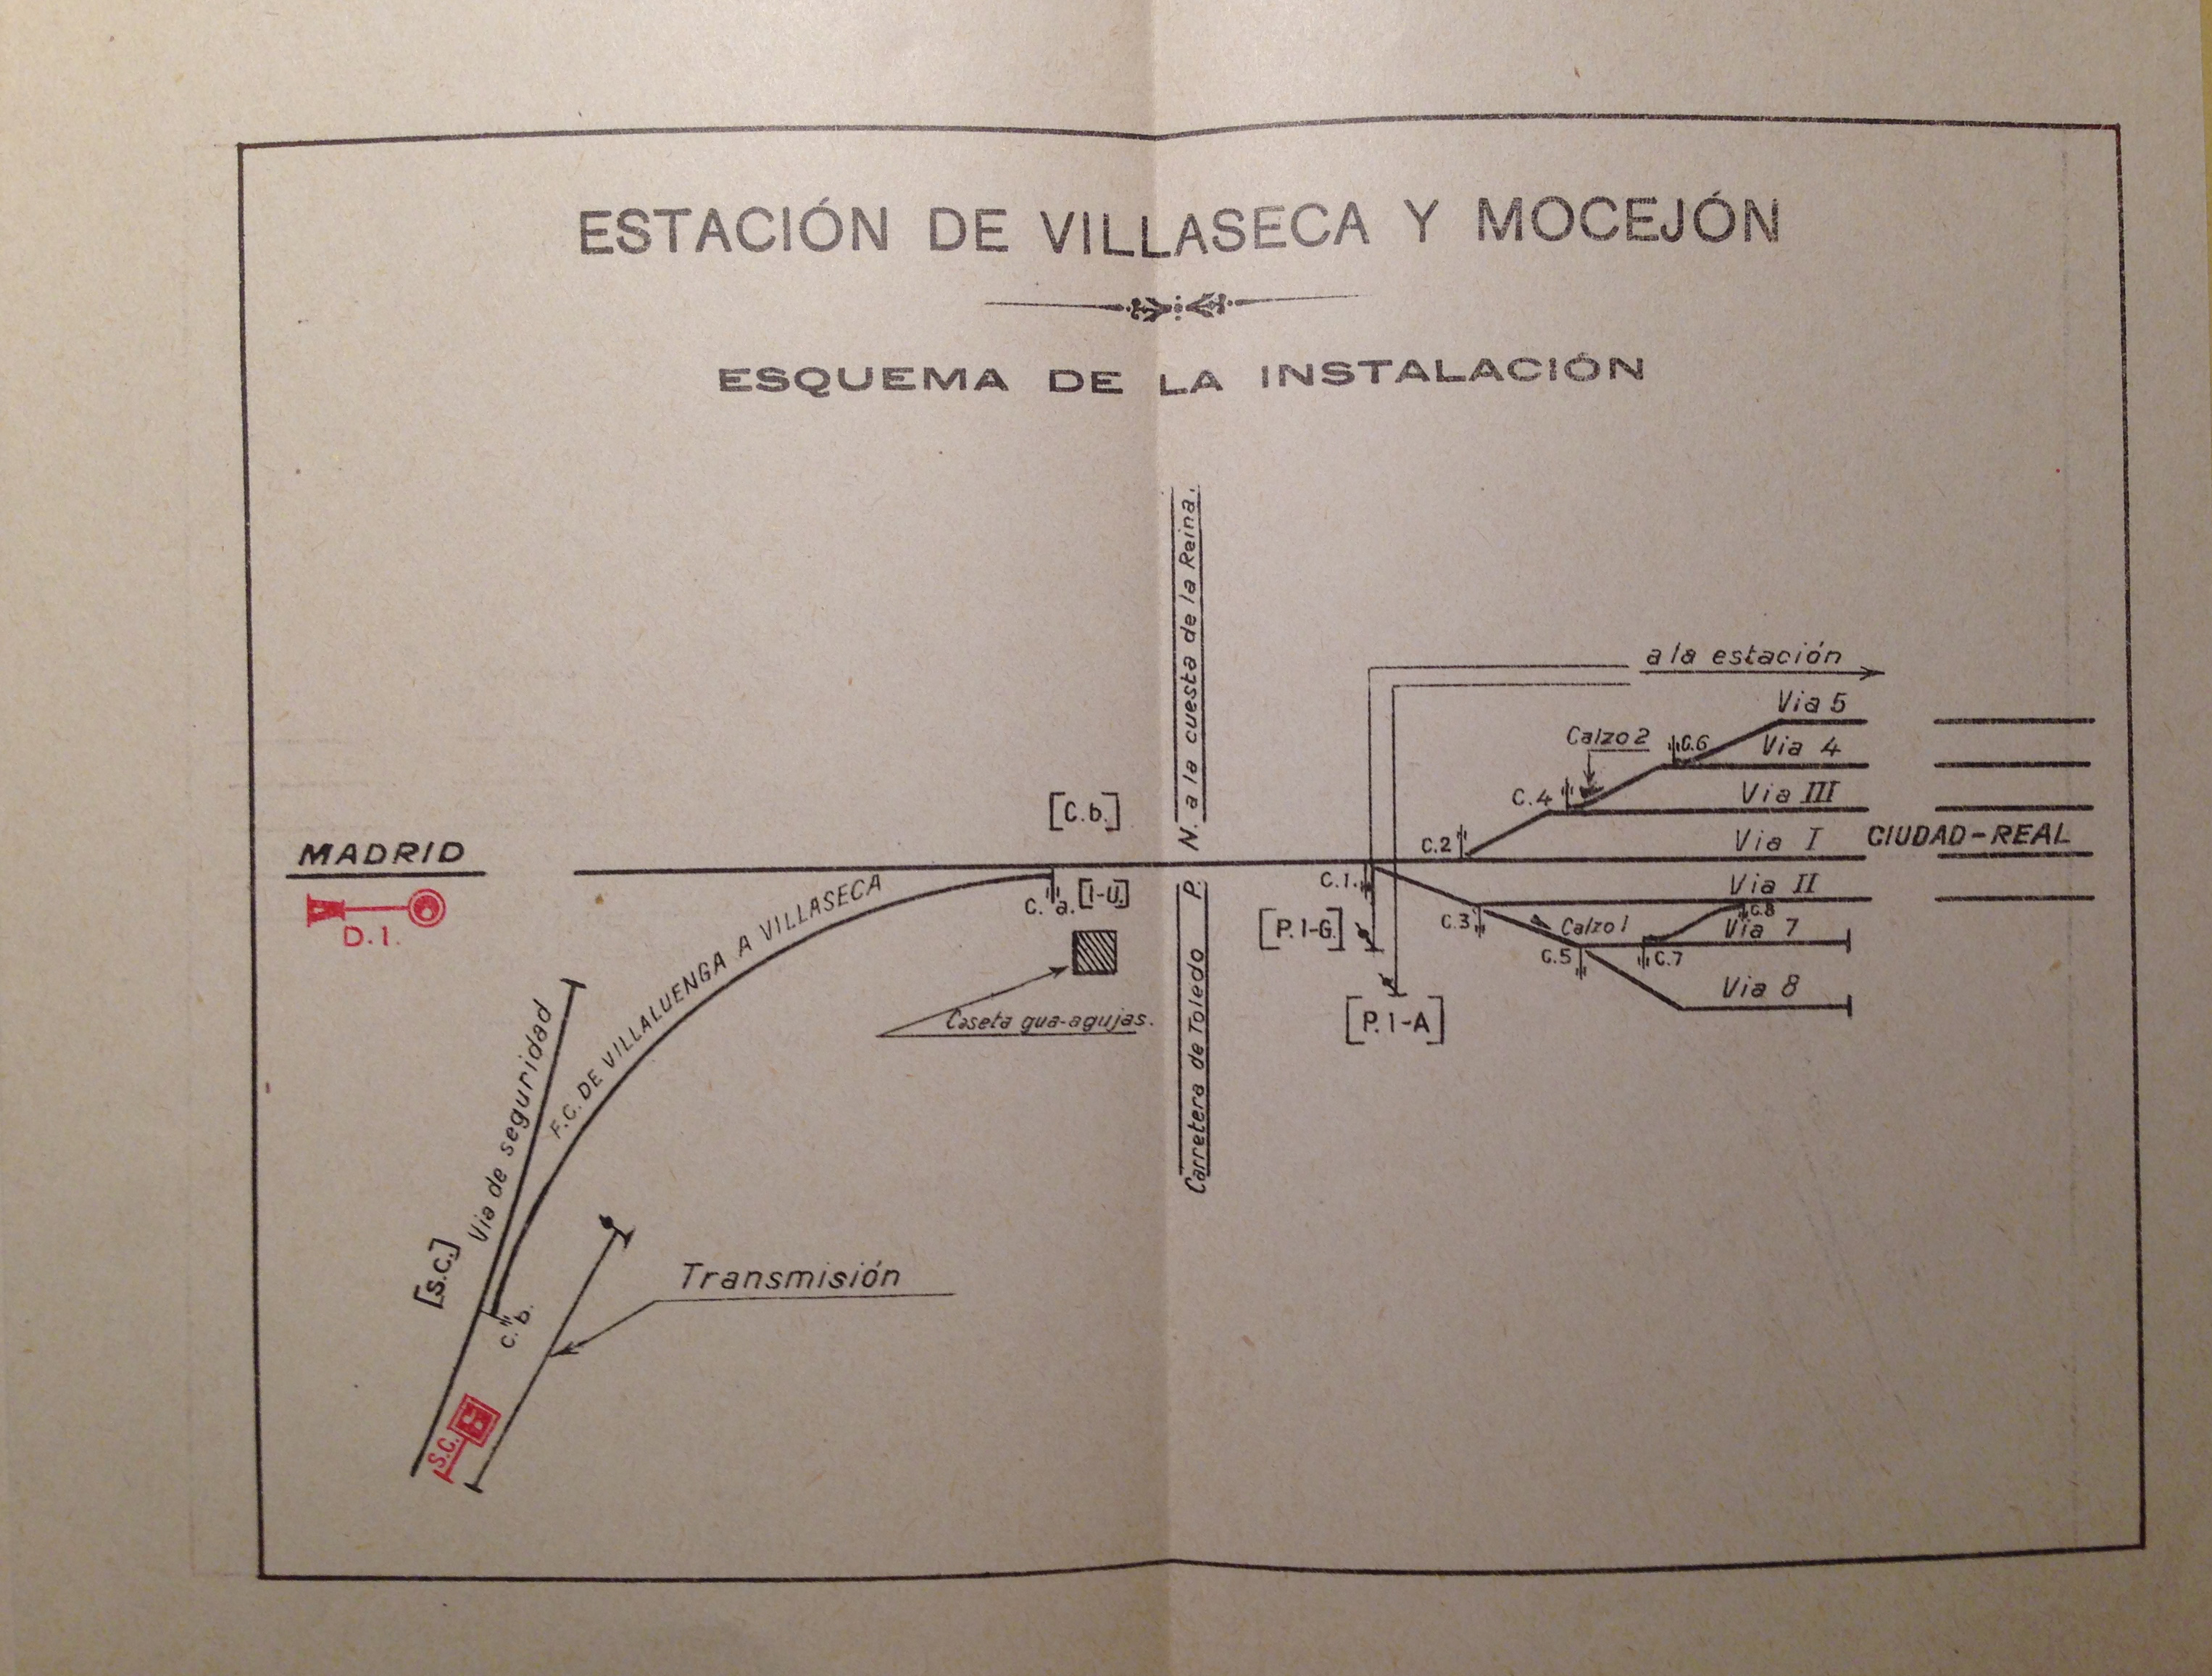 ESTACIÓN DE VILLASECA Y MOCEJÓN
ESQUEMA DE LA INSTALACIÓN
Carretera de Toledo P. N. a la cuesta de la Reina.
a la estación
Via 5
Calzo 2
C.6
Via 4
C.4
Via III
[C.b.]
C.2
Via I
CIUDAD-REAL
MADRID
D.1.
F.C. DE VILLALUENGA A VILLASECA
C. a.
[I-U.]
C.1.
Via II
[P.1-G.]
C.3
Calzo 1
C.8
Via 7
C.5
C.7
Via 8
Caseta gua-agujas.
[P.1-A]
Via de seguridad
[S.C.]
C. b.
Transmisión
S.C.